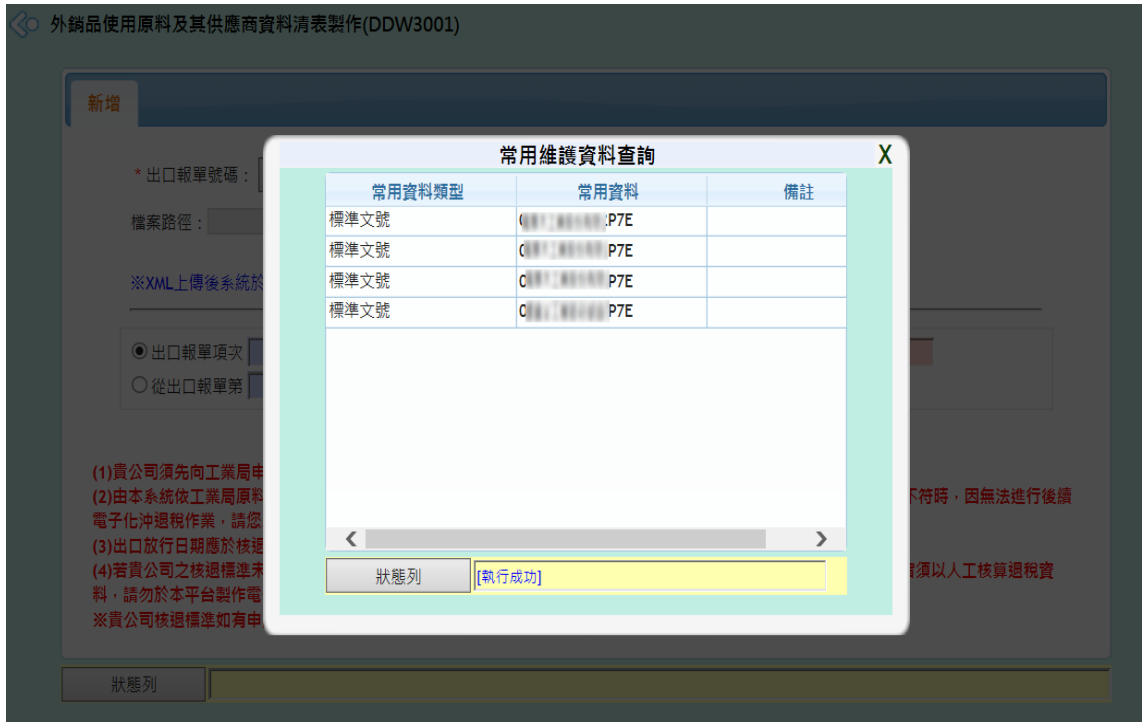 外銷品使用原料及其供應商資料清表製作(DDW3001)
新增
* 出口報單號碼：
檔案路徑：
※XML上傳後系統於
出口報單項次
從出口報單第
(1)貴公司須先向工業局申
(2)由本系統依工業局原料
不符時，因無法進行後續
電子化沖退稅作業，請您
(3)出口放行日期應於核退
(4)若貴公司之核退標準未
須以人工核算退稅資
料，請勿於本平台製作電
※貴公司核退標準如有申
狀態列
常用維護資料查詢 X
常用資料類型 常用資料 備註
標準文號 P7E
標準文號 P7E
標準文號 P7E
標準文號 P7E
狀態列 [執行成功]